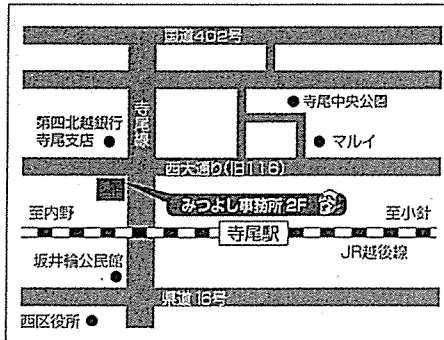 国道402号
寺尾線
寺尾中央公園
第四北越銀行
寺尾支店
マルイ
西大通り(旧116)
みつよし事務所2F
至内野
至小針
寺尾駅
JR越後線
坂井輪公民館
県道16号
西区役所